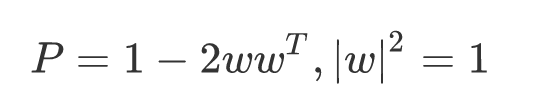 P = 1 − 2ww^T, |w|^2 = 1